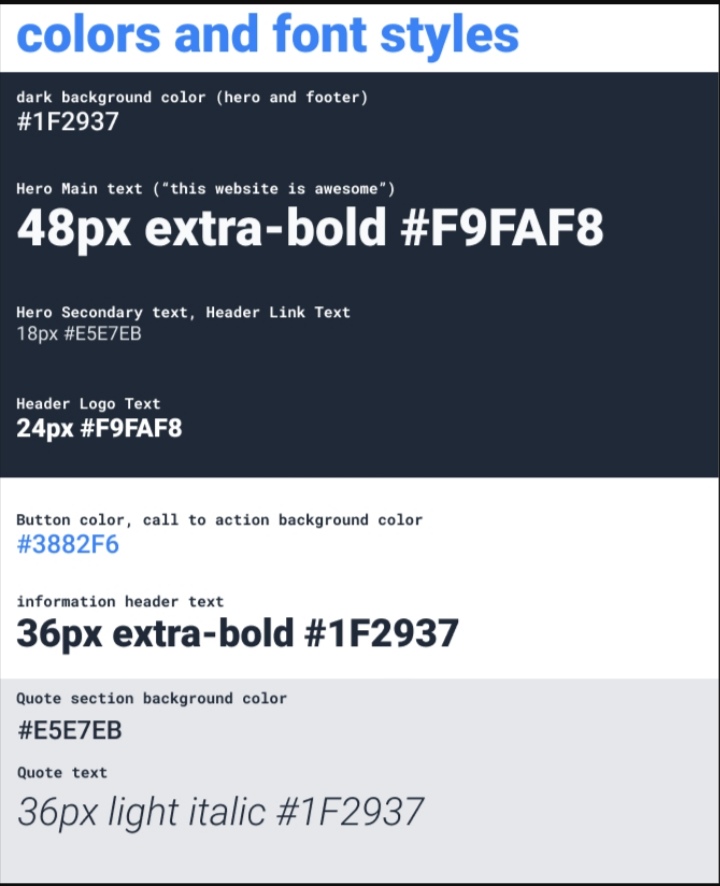 colors and font styles
dark background color (hero and footer)
#1F2937
Hero Main text (“this website is awesome”)
48px extra-bold #F9FAF8
Hero Secondary text, Header Link Text
18px #E5E7EB
Header Logo Text
24px #F9FAF8
Button color, call to action background color
#3882F6
information header text
36px extra-bold #1F2937
Quote section background color
#E5E7EB
Quote text
36px light italic #1F2937